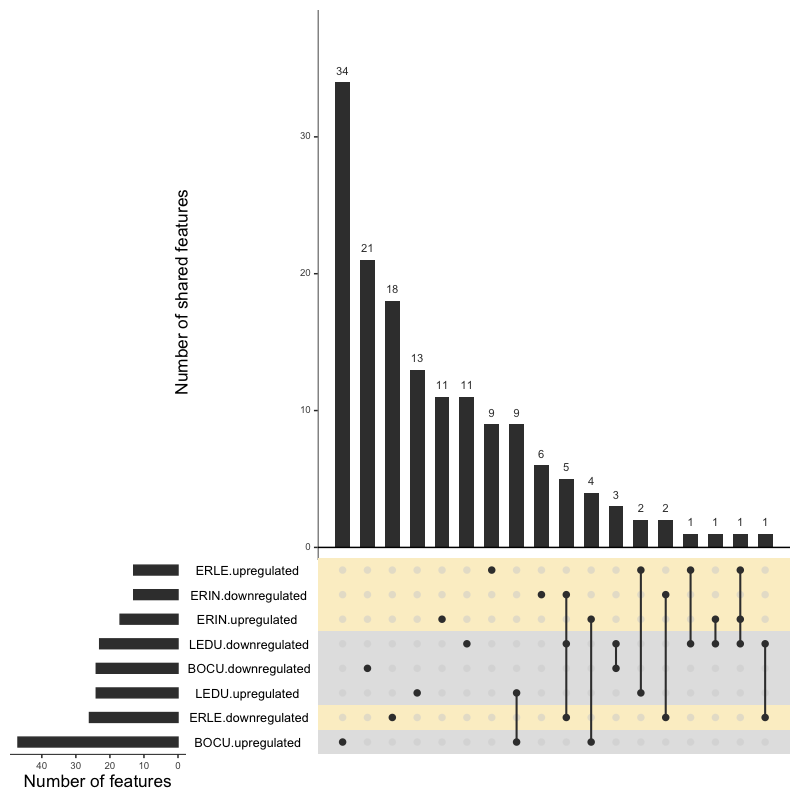 34
21
18
13
11
11
9
9
6
5
4
3
2
2
1
1
1
1
30
20
10
0
Number of shared features
ERLE.upregulated
ERIN.downregulated
ERIN.upregulated
LEDU.downregulated
BOCU.downregulated
LEDU.upregulated
ERLE.downregulated
BOCU.upregulated
40 30 20 10 0
Number of features